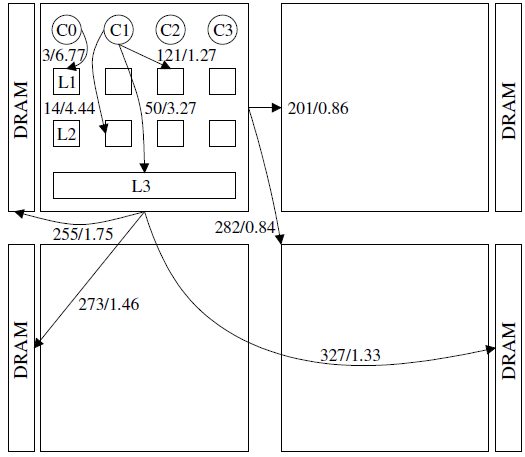 C0 C1 C2 C3
3/6.77 121/1.27
L1
14/4.44 50/3.27
L2
L3
DRAM
DRAM
201/0.86
282/0.84
255/1.75
273/1.46
327/1.33
DRAM
DRAM